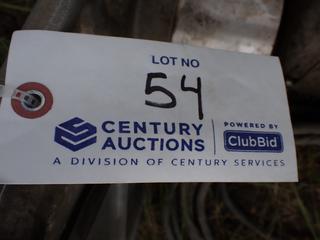 LOT NO
54
CENTURY AUCTIONS
POWERED BY
ClubBid
A DIVISION OF CENTURY SERVICES